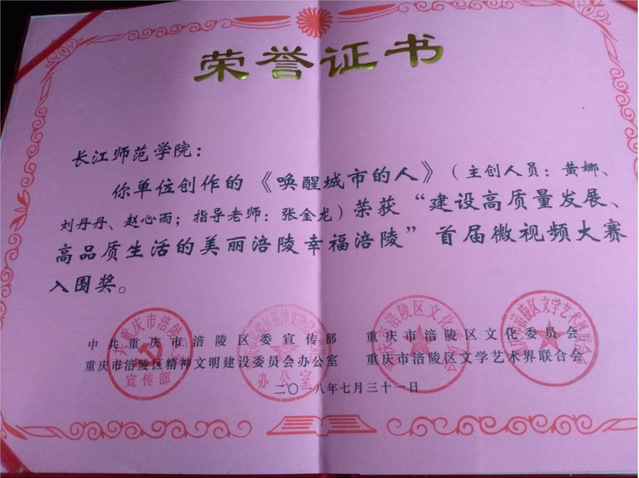 荣誉证书
长江师范学院：
你单位创作的《唤醒城市的人》（主创人员：黄娜、
刘丹丹、赵心雨；指导老师：张金龙）荣获“建设高质量发展、
高品质生活的美丽涪陵幸福涪陵”首届微视频大赛
入围奖。
中共重庆市涪陵区委宣传部 重庆市涪陵区文化委员会
重庆市涪陵区精神文明建设委员会办公室 重庆市涪陵区文学艺术界联合会
二〇一八年七月三十一日
宣传部
办公室